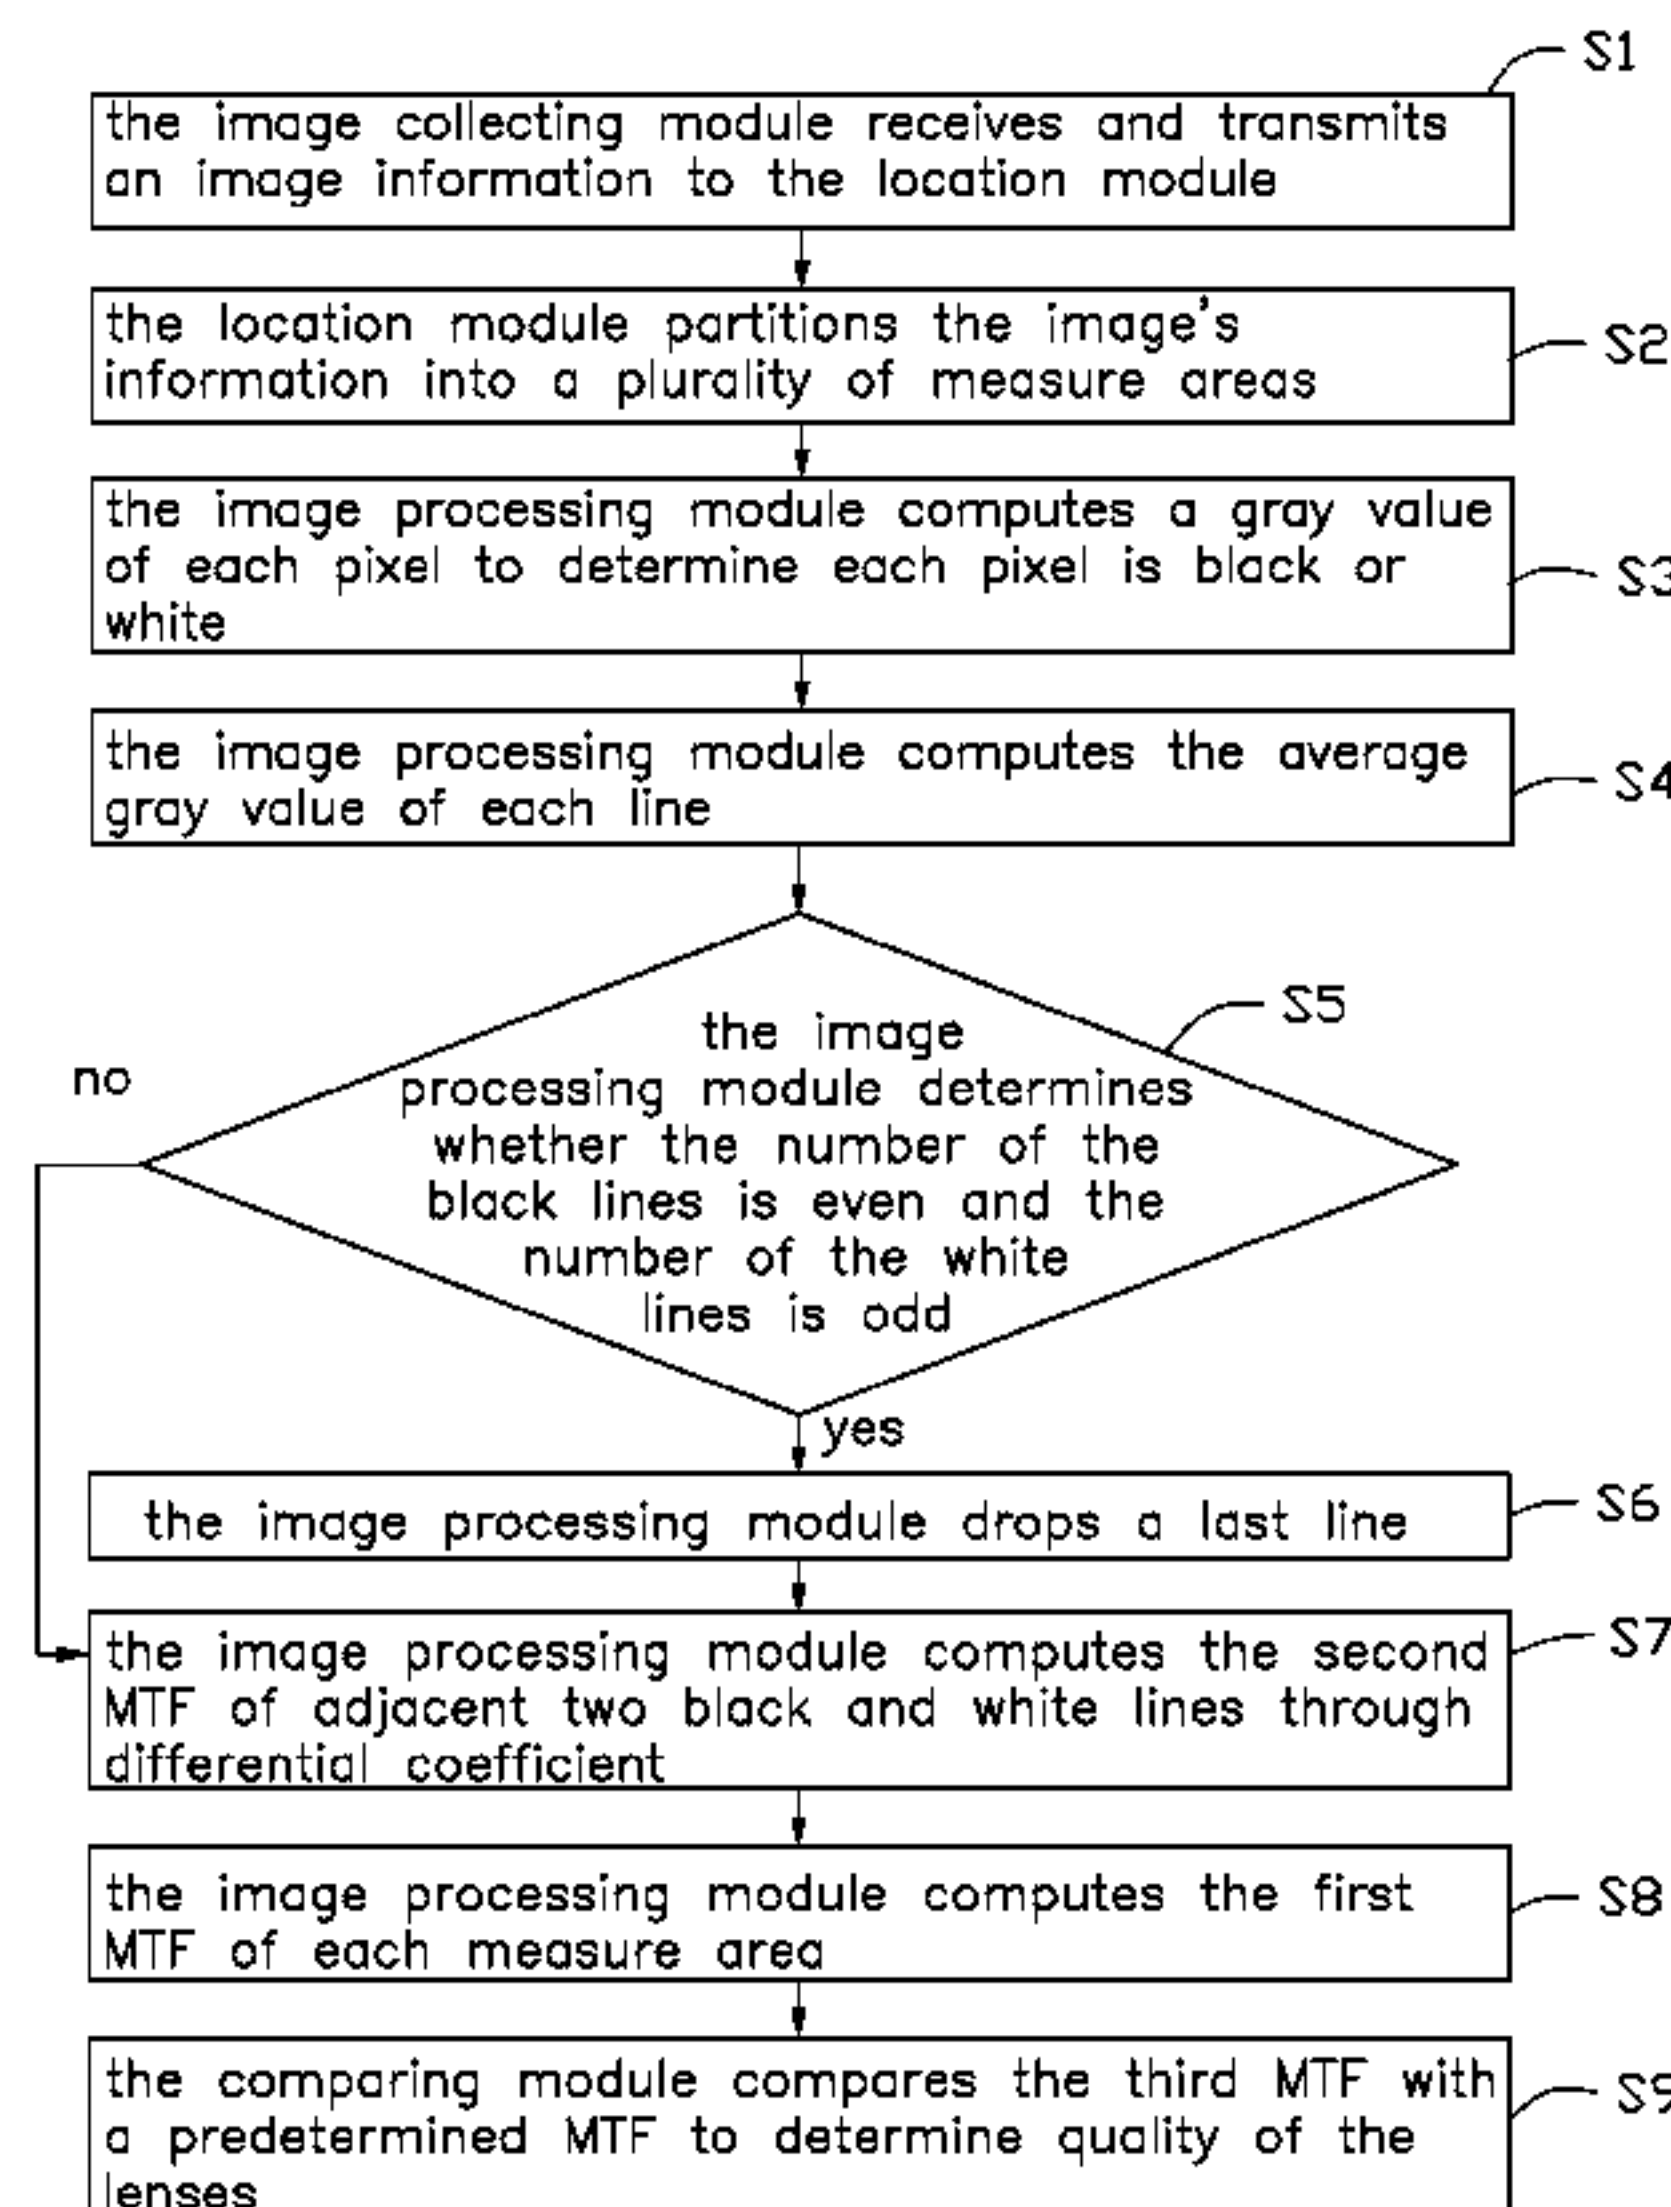 S1
the image collecting module receives and transmits
an image information to the location module
the location module partitions the image's
information into a plurality of measure areas
S2
the image processing module computes a gray value
of each pixel to determine each pixel is black or
white
S3
the image processing module computes the average
gray value of each line
S4
S5
the image
processing module determines
whether the number of the
black lines is even and the
number of the white
lines is odd
no
yes
the image processing module drops a last line
S6
the image processing module computes the second
MTF of adjacent two black and white lines through
differential coefficient
S7
the image processing module computes the first
MTF of each measure area
S8
the comparing module compares the third MTF with
a predetermined MTF to determine quality of the
lenses
S9